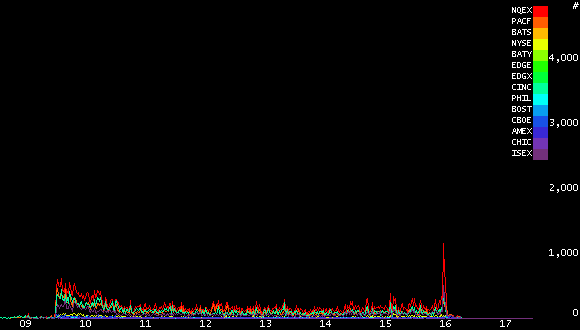 #
NQEX
PACF
BATS
NYSE
BATY
EDGE
EDGX
CINC
PHIL
BOST
CBOE
AMEX
CHIC
ISEX
4,000
3,000
2,000
1,000
0
09 10 11 12 13 14 15 16 17